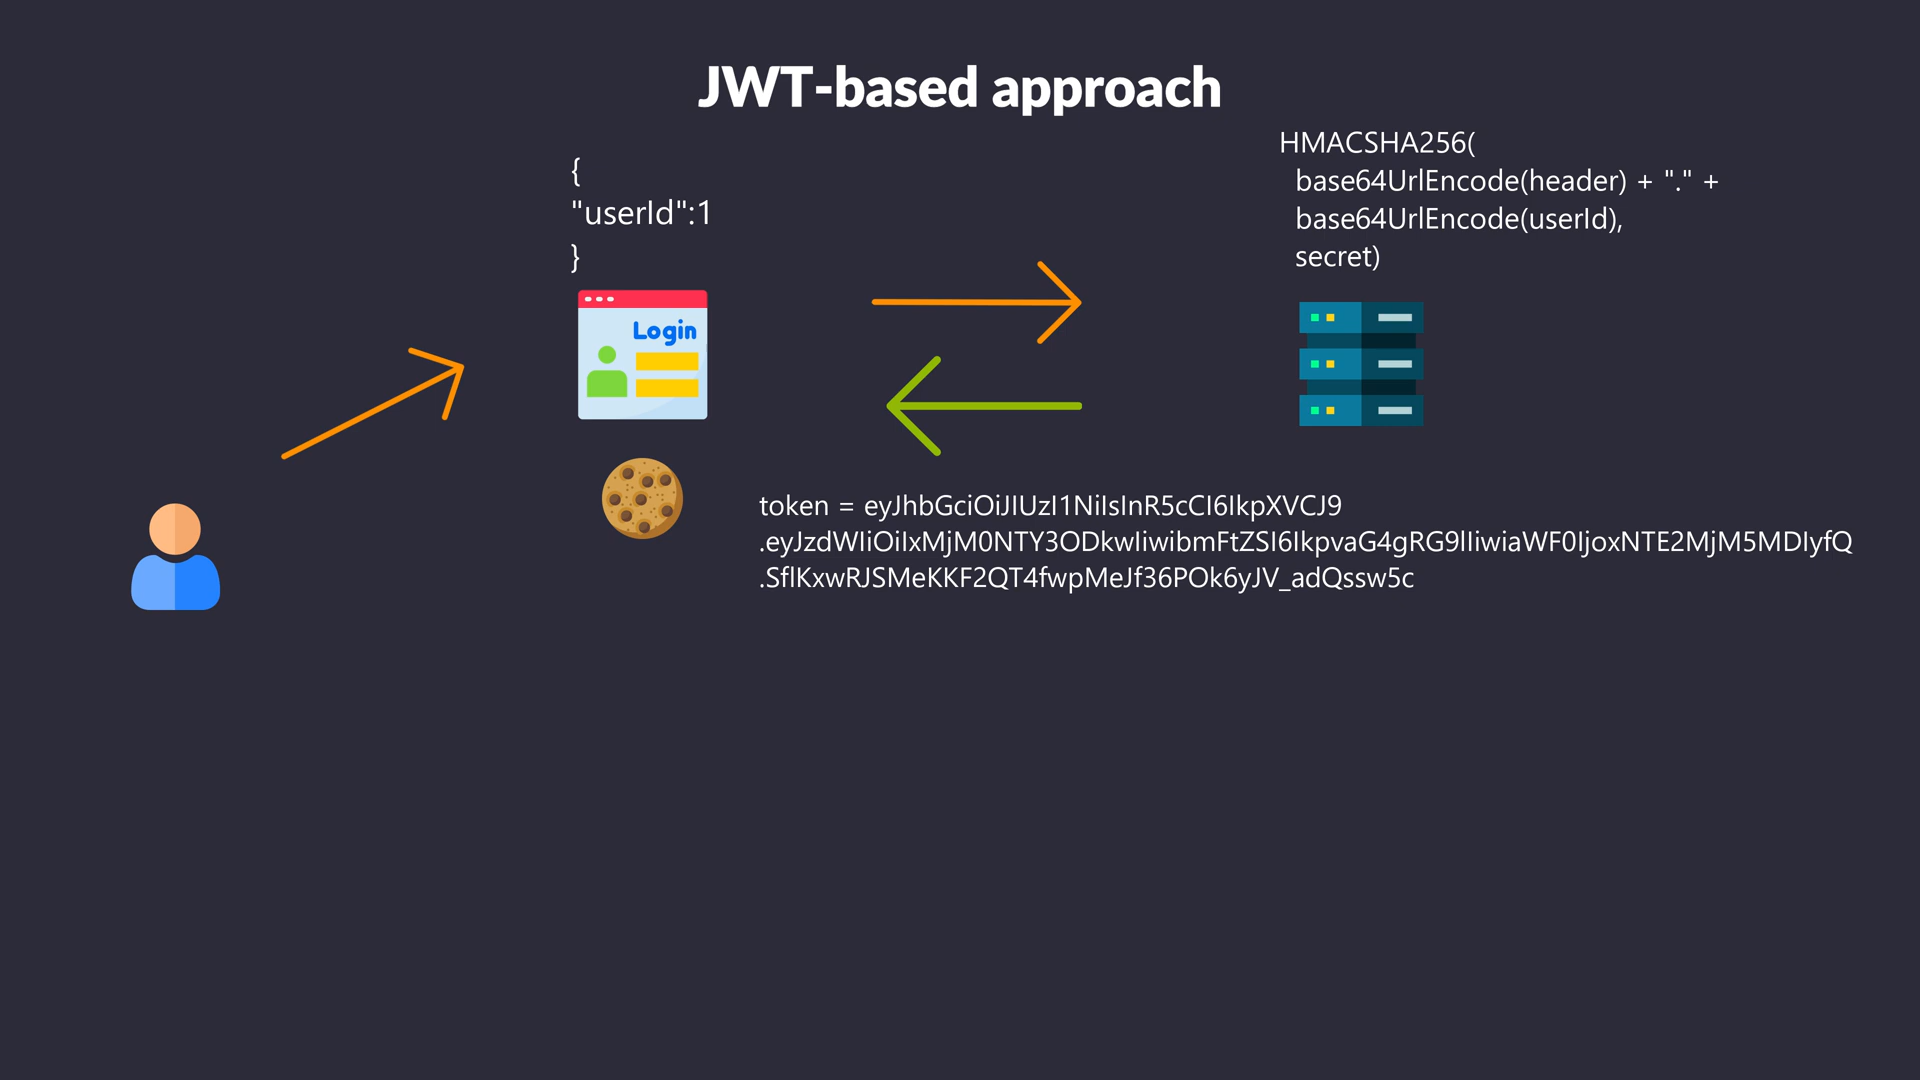 JWT-based approach
{
"userId":1
}
HMACSHA256(
base64UrlEncode(header) + "." +
base64UrlEncode(userId),
secret)
Login
token = eyJhbGciOiJIUzI1NiIsInR5cCI6IkpXVCJ9
.eyJzdWIiOiIxMjM0NTY3ODkwIiwibmFtZSI6IkpvaG4gRG9lIiwiaWF0IjoxNTE2MjM5MDIyfQ
.SflKxwRJSMeKKF2QT4fwpMeJf36POk6yJV_adQssw5c